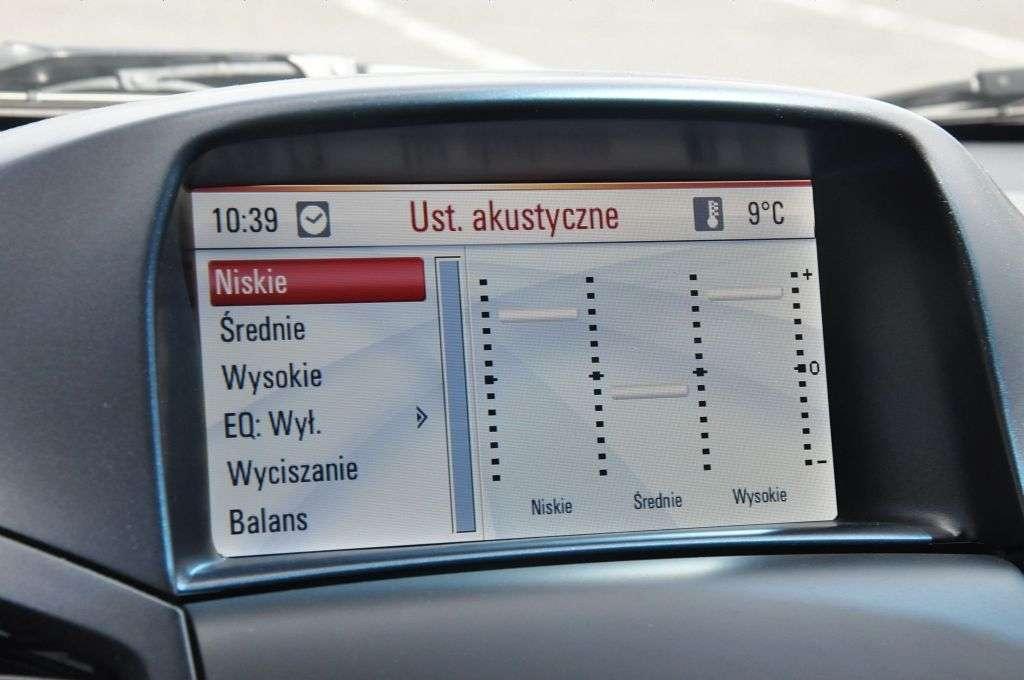 10:39 Ust. akustyczne 9°C
Niskie
Średnie
Wysokie
EQ: Wył.
Wyciszanie
Balans
+
0
-
Niskie Średnie Wysokie